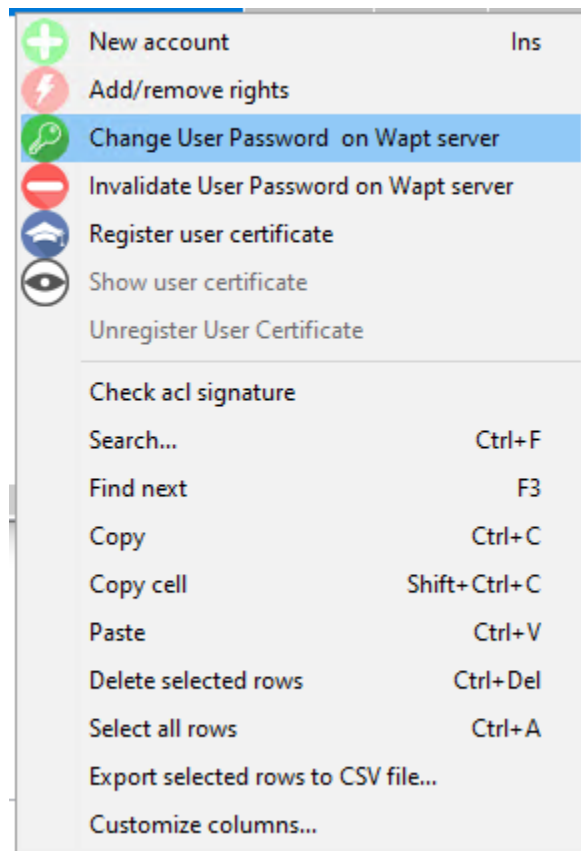 New account Ins
Add/remove rights
Change User Password  on Wapt server
Invalidate User Password on Wapt server
Register user certificate
Show user certificate
Unregister User Certificate
Check acl signature
Search... Ctrl+F
Find next F3
Copy Ctrl+C
Copy cell Shift+Ctrl+C
Paste Ctrl+V
Delete selected rows Ctrl+Del
Select all rows Ctrl+A
Export selected rows to CSV file...
Customize columns...